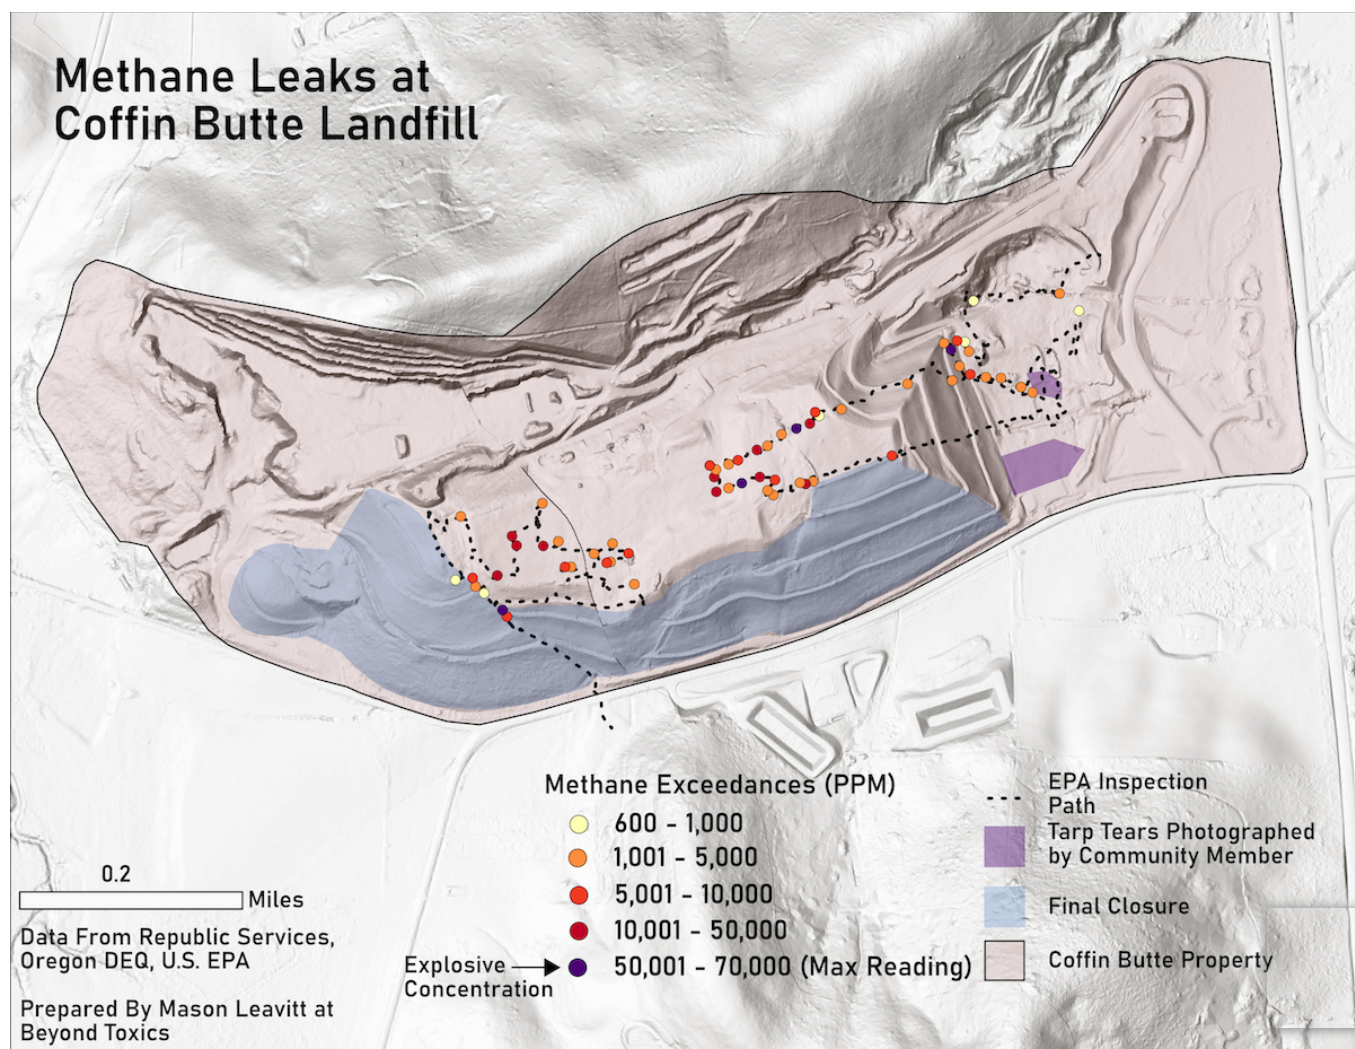 Methane Leaks at
Coffin Butte Landfill
Methane Exceedances (PPM)
600 - 1,000
1,001 - 5,000
5,001 - 10,000
10,001 - 50,000
50,001 - 70,000 (Max Reading)
Explosive
Concentration
EPA Inspection
Path
Tarp Tears Photographed
by Community Member
Final Closure
Coffin Butte Property
0.2
Miles
Data From Republic Services,
Oregon DEQ, U.S. EPA
Prepared By Mason Leavitt at
Beyond Toxics